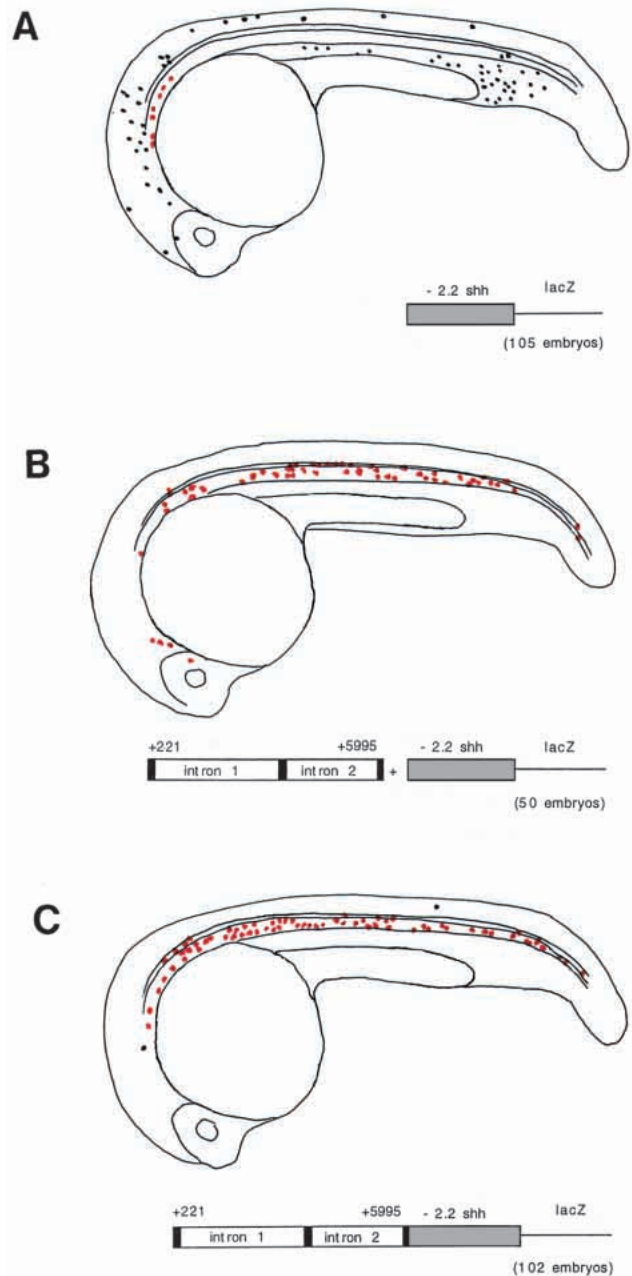 A
- 2.2 shh lacZ
(105 embryos)
B
+221 +5995 - 2.2 shh lacZ
intron 1 intron 2 +
(50 embryos)
C
+221 +5995 - 2.2 shh lacZ
intron 1 intron 2
(102 embryos)